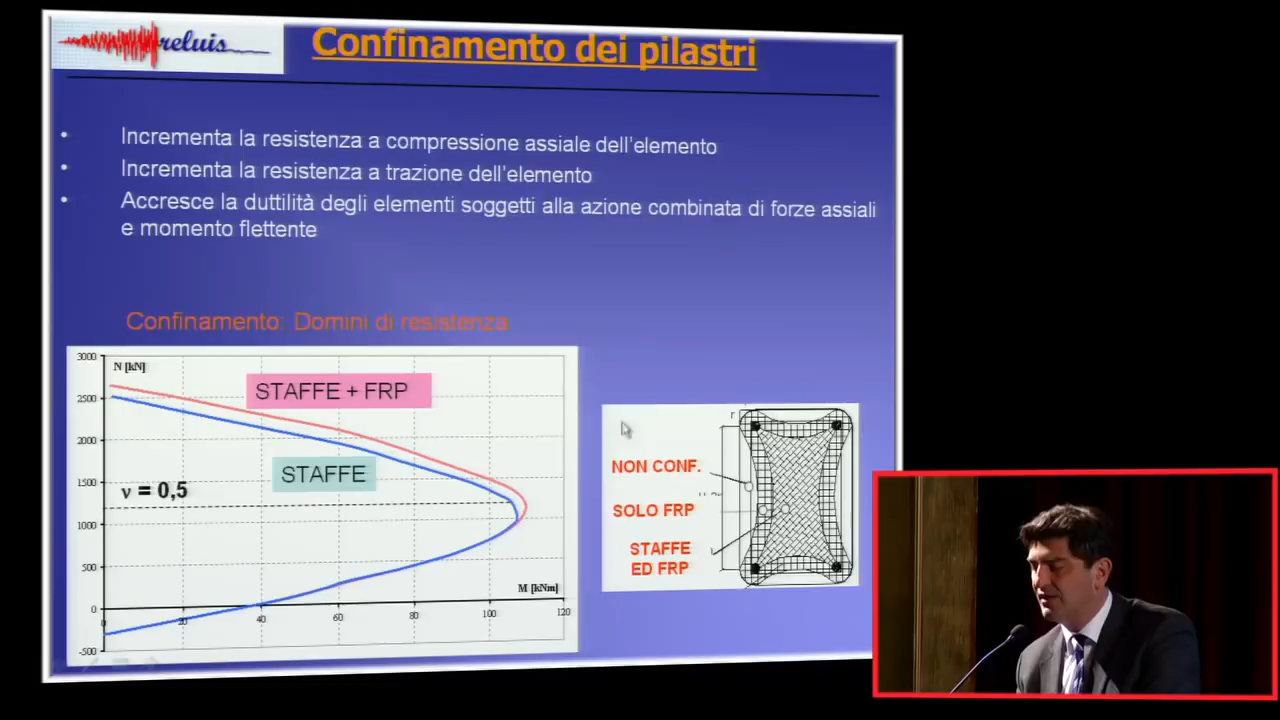 reluis
Confinamento dei pilastri
• Incrementa la resistenza a compressione assiale dell'elemento
• Incrementa la resistenza a trazione dell'elemento
• Accresce la duttilità degli elementi soggetti alla azione combinata di forze assiali
e momento flettente
Confinamento: Domini di resistenza
N [kN]
3000
2500
2000
1500
1000
500
0
-500
STAFFE + FRP
STAFFE
ν = 0,5
M [kNm]
0
20
40
60
80
100
120
r
NON CONF.
SOLO FRP
STAFFE
ED FRP